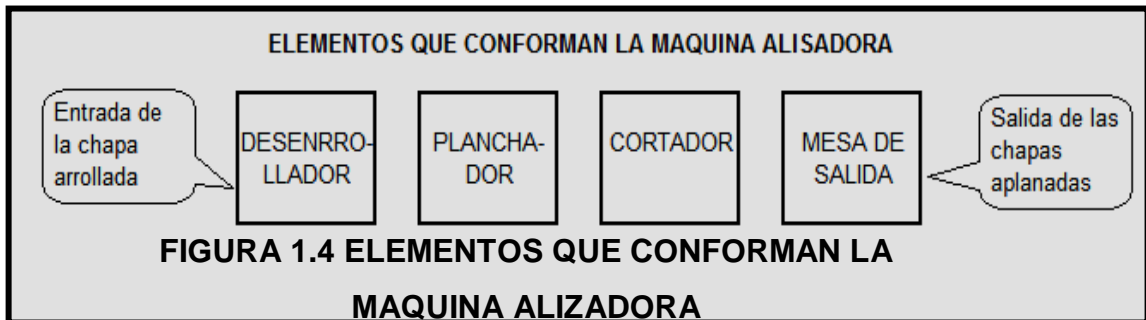 ELEMENTOS QUE CONFORMAN LA MAQUINA ALISADORA
Entrada de
la chapa
arrollada
DESENRRO-
LLADOR
PLANCHA-
DOR
CORTADOR
MESA DE
SALIDA
Salida de las
chapas
aplanadas
FIGURA 1.4 ELEMENTOS QUE CONFORMAN LA
MAQUINA ALIZADORA